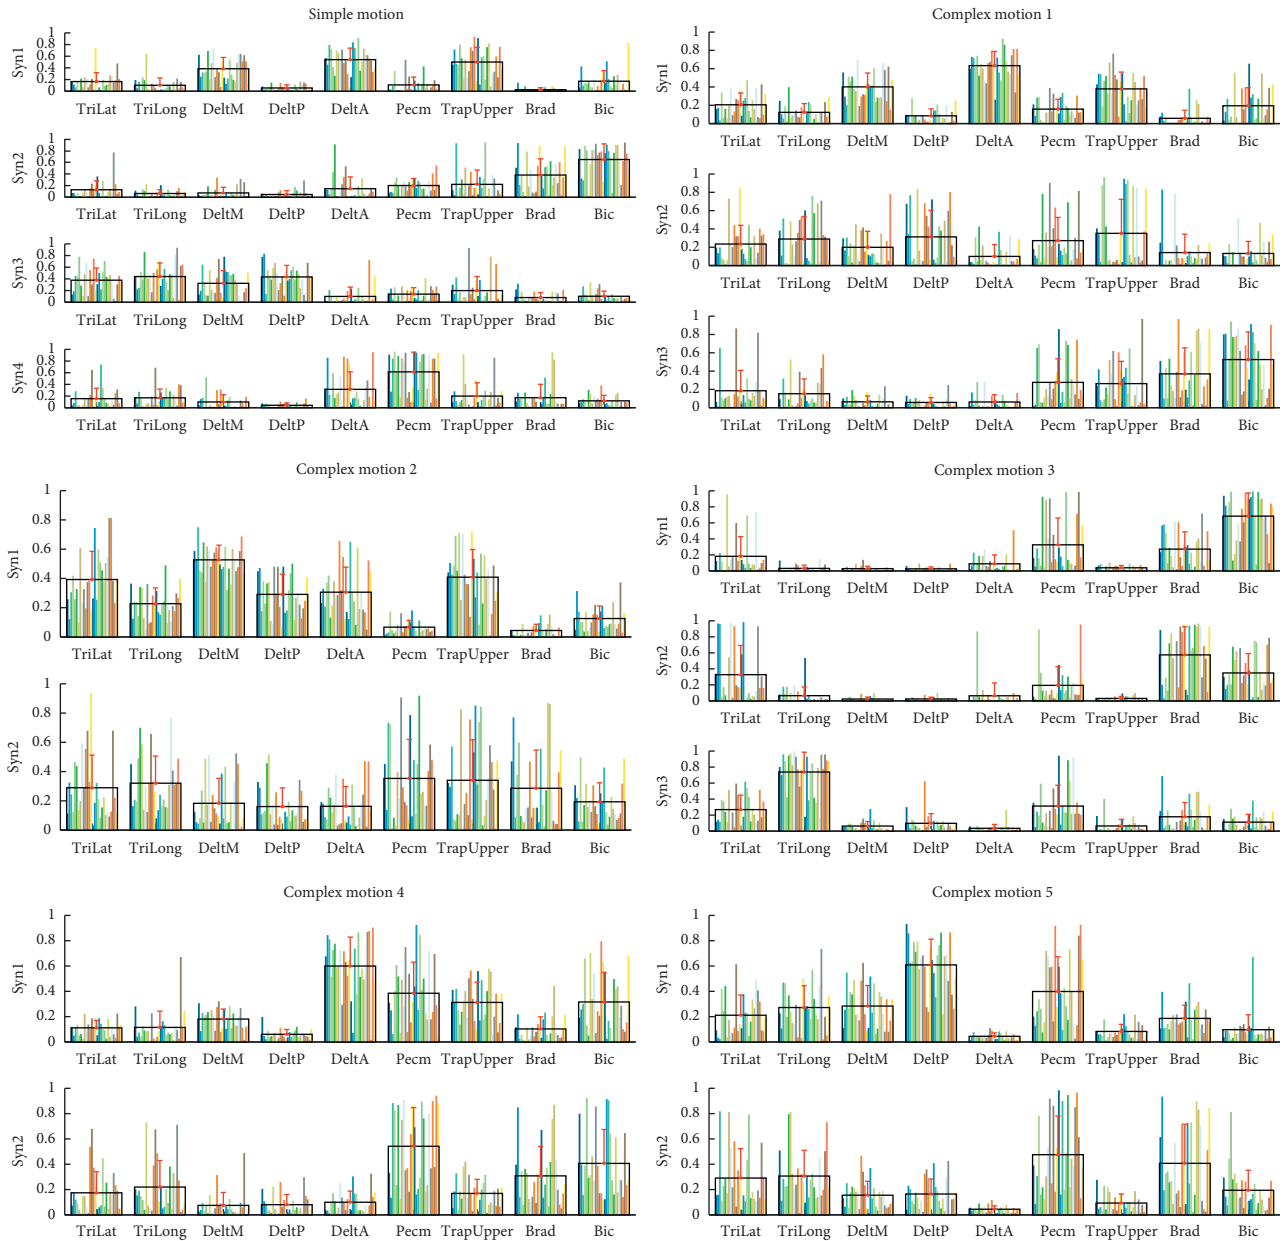 Simple motion
Syn1
1
0.8
0.6
0.4
0.2
0
TriLat TriLong DeltM DeltP DeltA Pecm TrapUpper Brad Bic
Syn2
1
0.8
0.6
0.4
0.2
0
TriLat TriLong DeltM DeltP DeltA Pecm TrapUpper Brad Bic
Syn3
1
0.8
0.6
0.4
0.2
0
TriLat TriLong DeltM DeltP DeltA Pecm TrapUpper Brad Bic
Syn4
1
0.8
0.6
0.4
0.2
0
TriLat TriLong DeltM DeltP DeltA Pecm TrapUpper Brad Bic
Complex motion 1
Syn1
1
0.8
0.6
0.4
0.2
0
TriLat TriLong DeltM DeltP DeltA Pecm TrapUpper Brad Bic
Syn2
1
0.8
0.6
0.4
0.2
0
TriLat TriLong DeltM DeltP DeltA Pecm TrapUpper Brad Bic
Syn3
1
0.8
0.6
0.4
0.2
0
TriLat TriLong DeltM DeltP DeltA Pecm TrapUpper Brad Bic
Complex motion 2
Syn1
1
0.8
0.6
0.4
0.2
0
TriLat TriLong DeltM DeltP DeltA Pecm TrapUpper Brad Bic
Syn2
1
0.8
0.6
0.4
0.2
0
TriLat TriLong DeltM DeltP DeltA Pecm TrapUpper Brad Bic
Complex motion 3
Syn1
1
0.8
0.6
0.4
0.2
0
TriLat TriLong DeltM DeltP DeltA Pecm TrapUpper Brad Bic
Syn2
1
0.8
0.6
0.4
0.2
0
TriLat TriLong DeltM DeltP DeltA Pecm TrapUpper Brad Bic
Syn3
1
0.8
0.6
0.4
0.2
0
TriLat TriLong DeltM DeltP DeltA Pecm TrapUpper Brad Bic
Complex motion 4
Syn1
1
0.8
0.6
0.4
0.2
0
TriLat TriLong DeltM DeltP DeltA Pecm TrapUpper Brad Bic
Syn2
1
0.8
0.6
0.4
0.2
0
TriLat TriLong DeltM DeltP DeltA Pecm TrapUpper Brad Bic
Complex motion 5
Syn1
1
0.8
0.6
0.4
0.2
0
TriLat TriLong DeltM DeltP DeltA Pecm TrapUpper Brad Bic
Syn2
1
0.8
0.6
0.4
0.2
0
TriLat TriLong DeltM DeltP DeltA Pecm TrapUpper Brad Bic